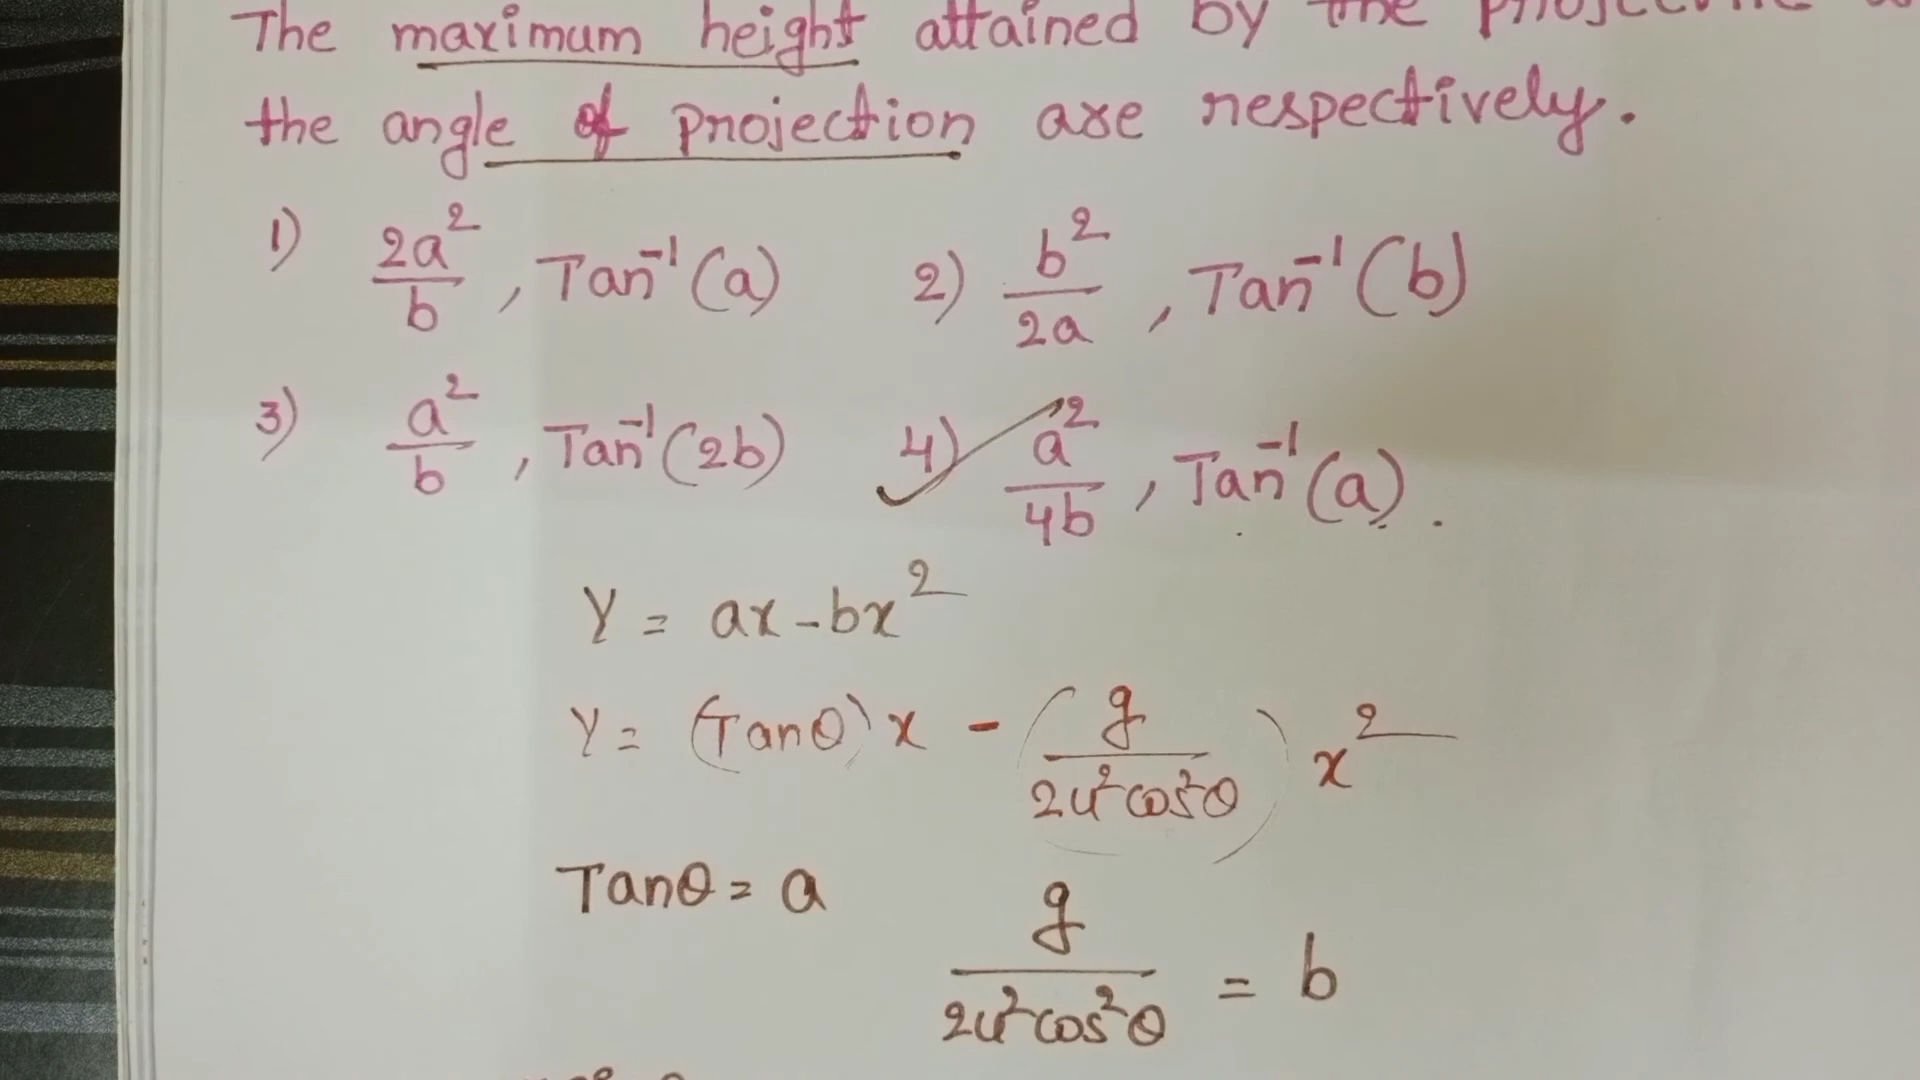 The maximum height attained by the
the angle of projection are respectively.
1) 2a²/b , Tan⁻¹(a) 2) b²/2a , Tan⁻¹(b)
3) a²/b , Tan⁻¹(2b) 4) a²/4b , Tan⁻¹(a).
Y = ax - bx²
Y = (Tanθ)x - (g/2u²cos²θ) x²
Tanθ = a
g/2u²cos²θ = b